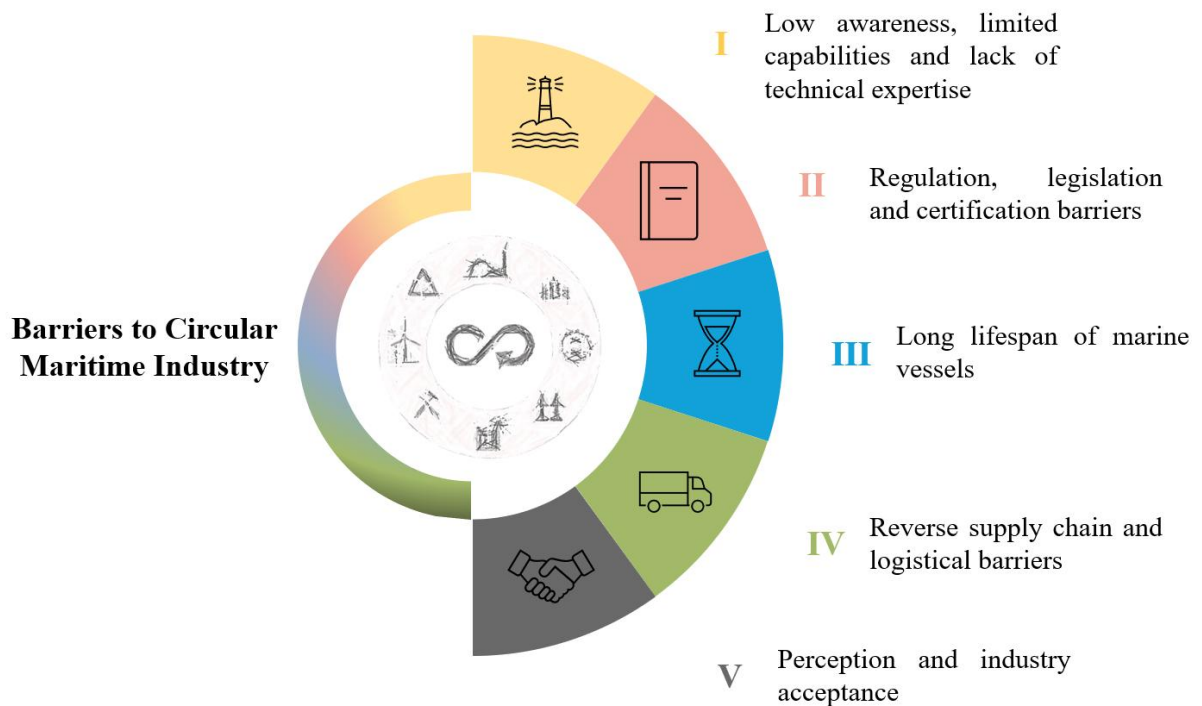 Barriers to Circular
Maritime Industry
I
Low awareness, limited
capabilities and lack of
technical expertise
II
Regulation, legislation
and certification barriers
III
Long lifespan of marine
vessels
IV
Reverse supply chain and
logistical barriers
V
Perception and industry
acceptance